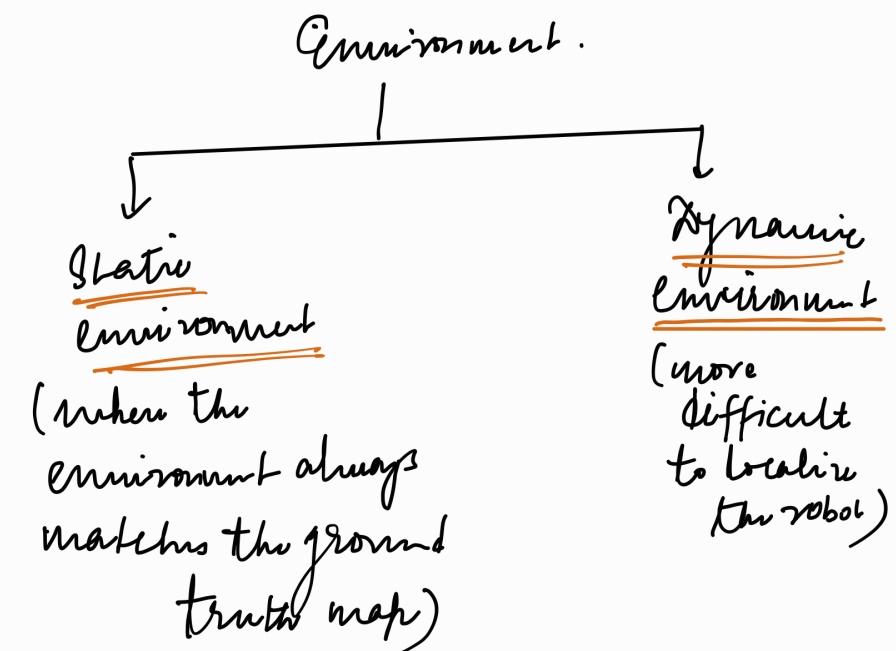 Environment.
Static
environment
(when the
environment always
matches the ground
truth map)
Dynamic
environment
(more
difficult
to localize
the robot)